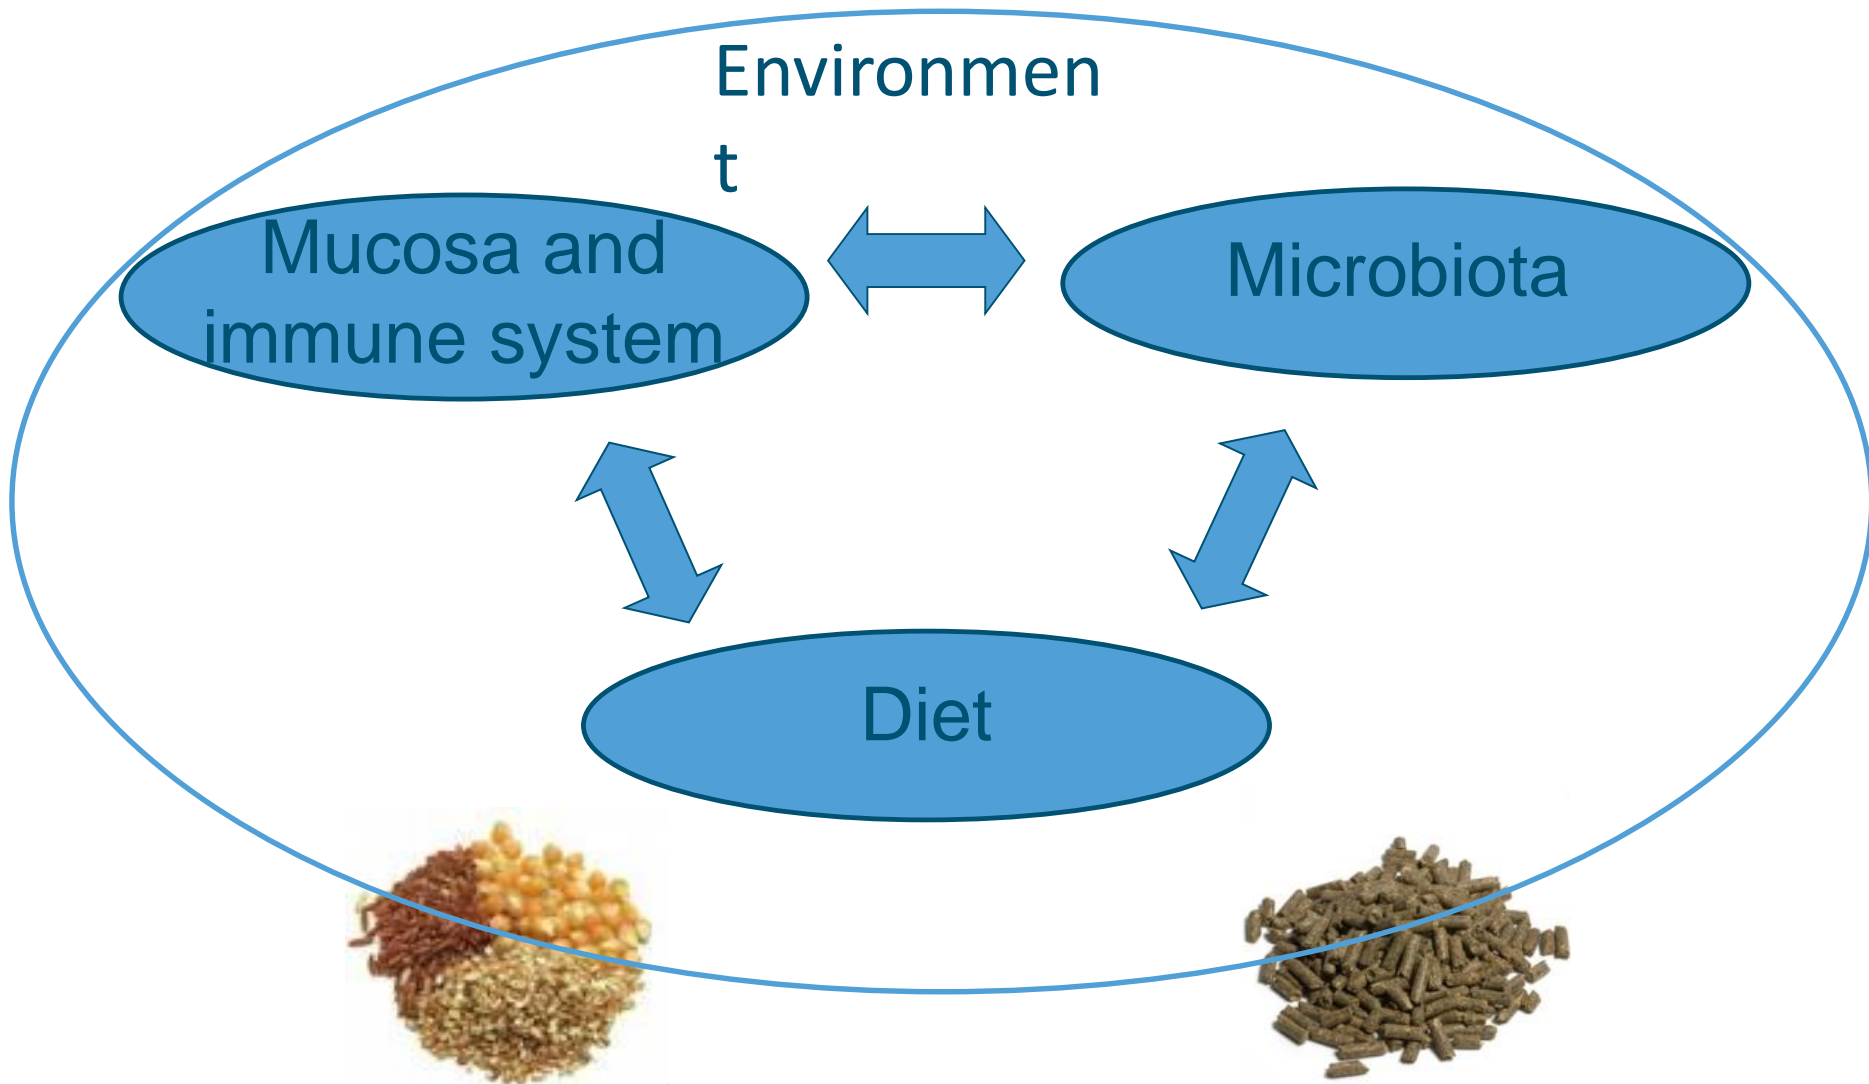 Environmen
t
Mucosa and
immune system
Microbiota
Diet